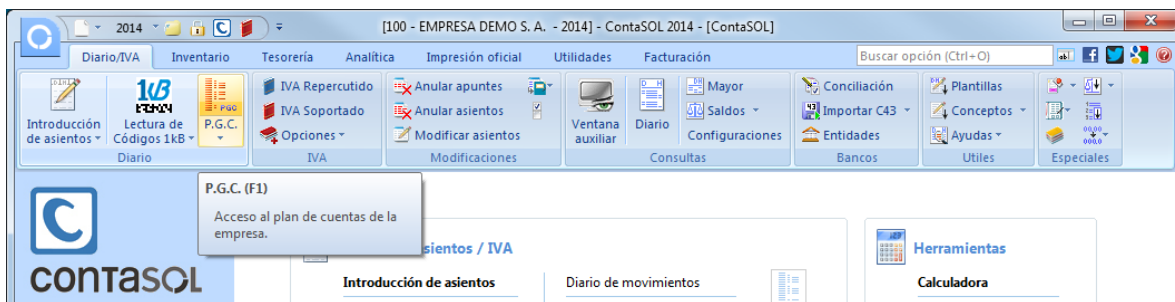 2014
[100 - EMPRESA DEMO S. A.  - 2014] - ContaSOL 2014 - [ContaSOL]
Diario/IVA Inventario Tesorería Analítica Impresión oficial Utilidades Facturación Buscar opción (Ctrl+O)
Introducción de asientos
1kB
Lectura de Códigos 1kB
PGC
P.G.C.
Diario
IVA Repercutido
IVA Soportado
Opciones
IVA
Anular apuntes
Anular asientos
Modificar asientos
Modificaciones
Ventana auxiliar
Diario
Mayor
Saldos
Configuraciones
Consultas
Conciliación
Importar C43
Entidades
Bancos
Plantillas
Conceptos
Ayudas
Utiles
Especiales
P.G.C. (F1)
Acceso al plan de cuentas de la
empresa.
C
contasol
asientos / IVA
Introducción de asientos
Diario de movimientos
Herramientas
Calculadora